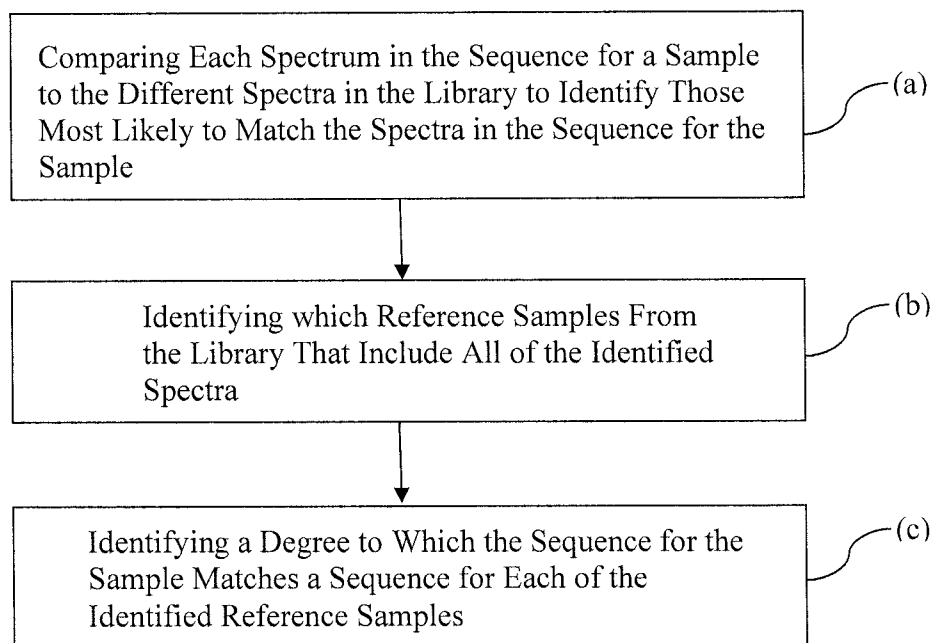 Comparing Each Spectrum in the Sequence for a Sample
to the Different Spectra in the Library to Identify Those
Most Likely to Match the Spectra in the Sequence for the
Sample
(a)
Identifying which Reference Samples From
the Library That Include All of the Identified
Spectra
(b)
Identifying a Degree to Which the Sequence for the
Sample Matches a Sequence for Each of the
Identified Reference Samples
(c)